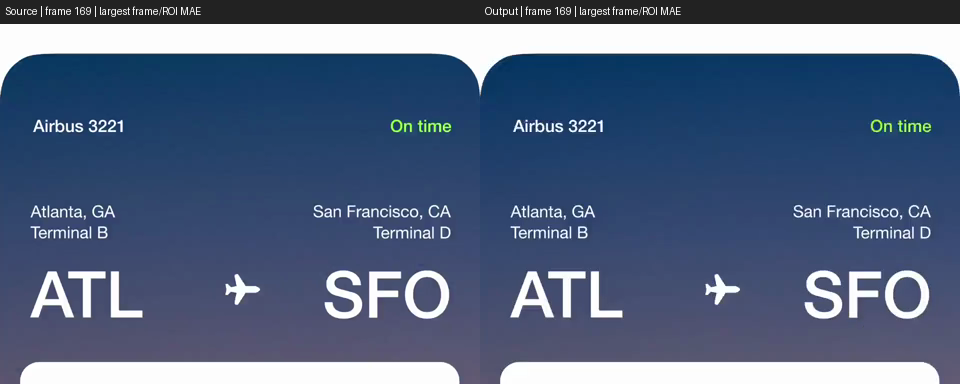 Source | frame 169 | largest frame/ROI MAE
Output | frame 169 | largest frame/ROI MAE
Airbus 3221
On time
Atlanta, GA
Terminal B
San Francisco, CA
Terminal D
ATL
SFO
Airbus 3221
On time
Atlanta, GA
Terminal B
San Francisco, CA
Terminal D
ATL
SFO